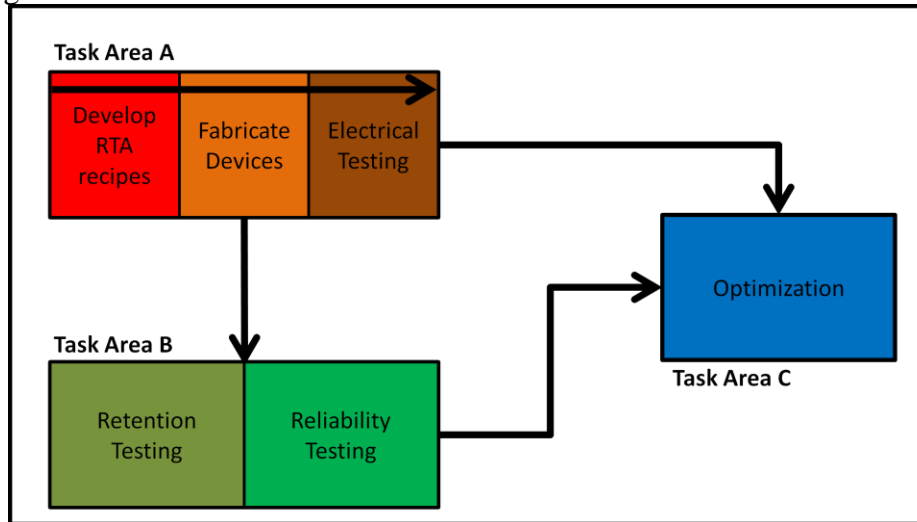 Task Area A
Develop
RTA
recipes
Fabricate
Devices
Electrical
Testing
Optimization
Task Area C
Task Area B
Retention
Testing
Reliability
Testing